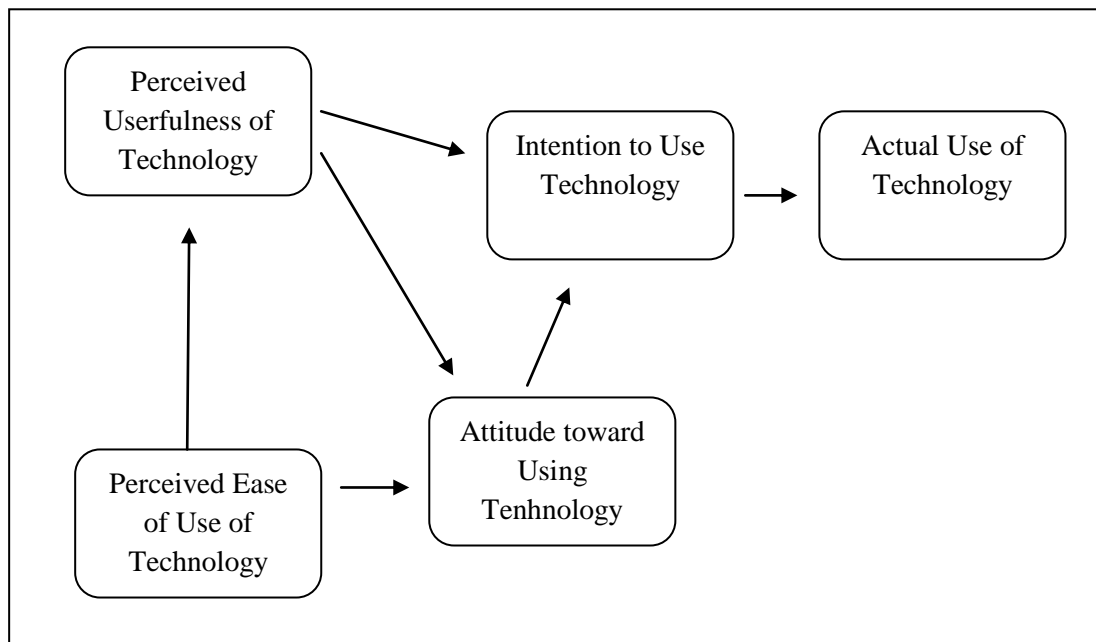 Perceived
Userfulness of
Technology
Intention to Use
Technology
Actual Use of
Technology
Perceived Ease
of Use of
Technology
Attitude toward
Using
Tenhnology